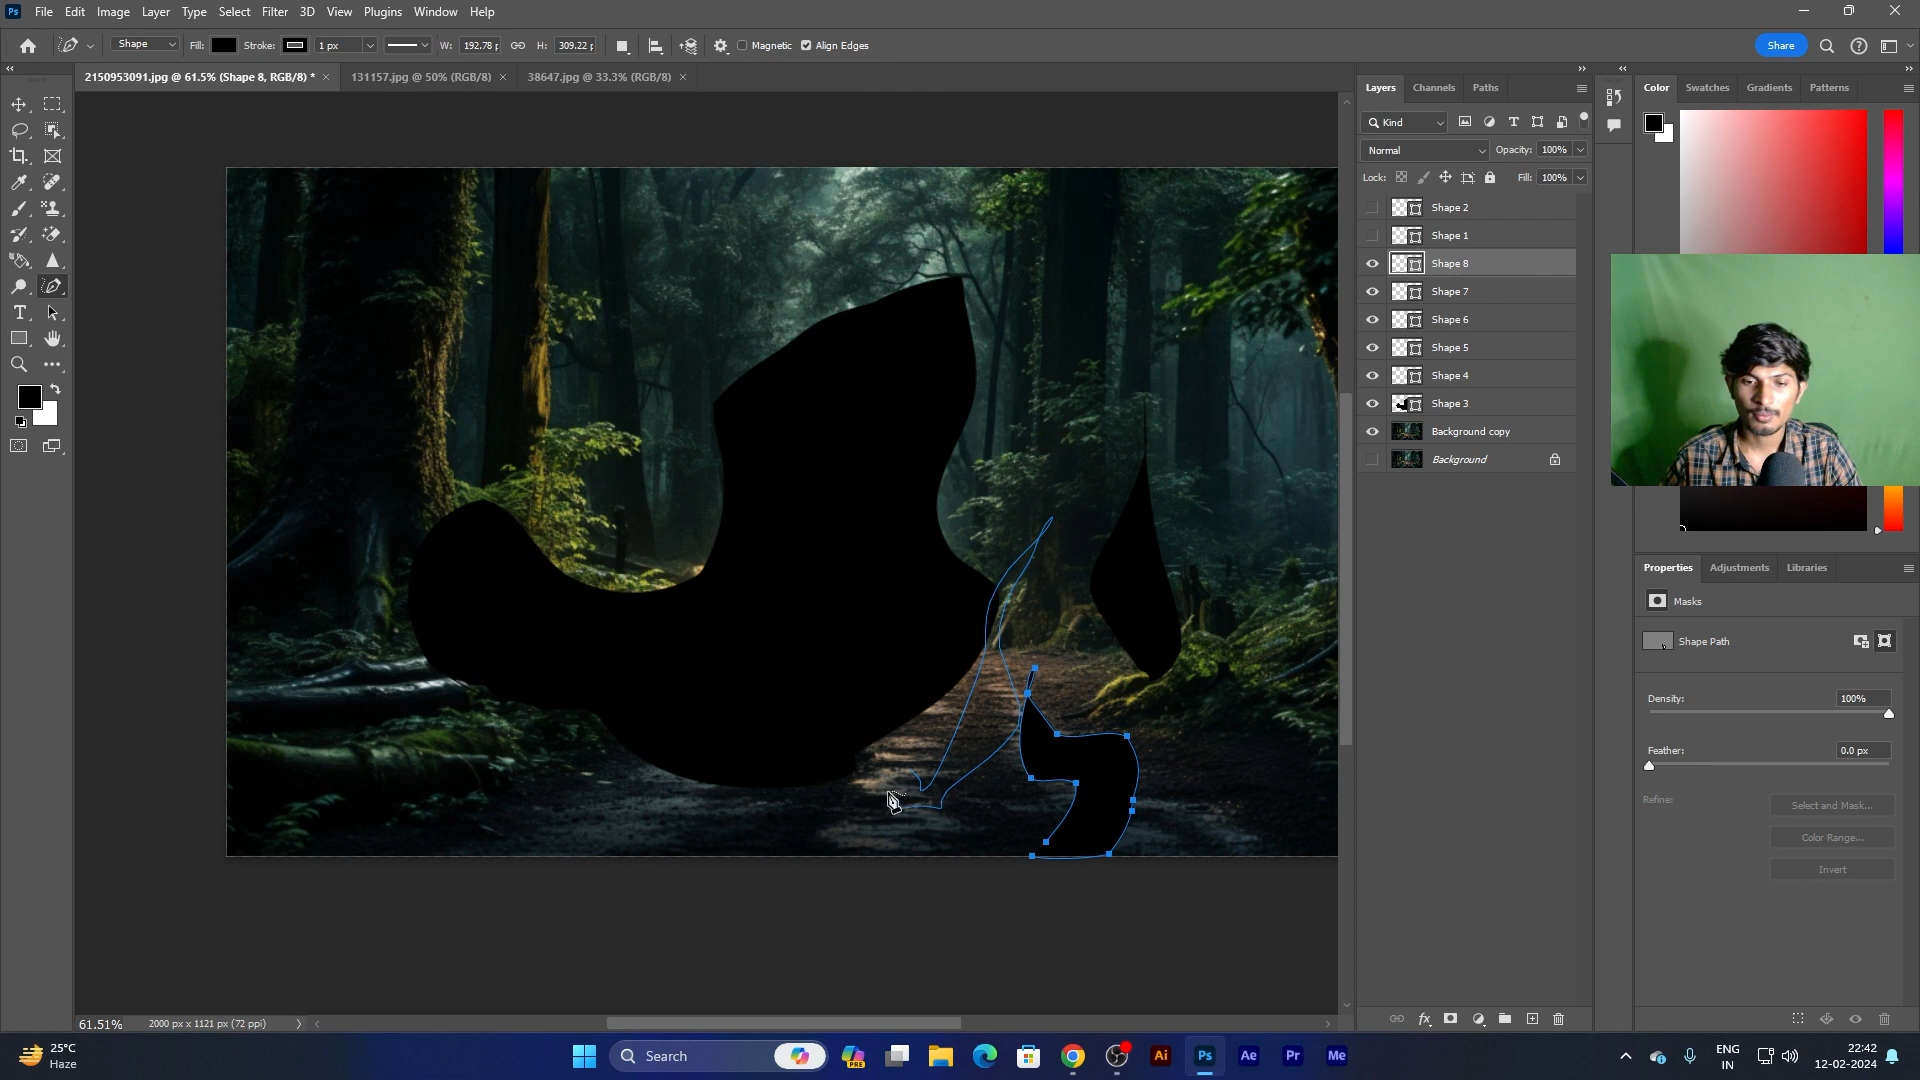 Ps File Edit Image Layer Type Select Filter 3D View Plugins Window Help
Shape Fill: Stroke: 1 px W: 192.78 H: 309.22 Magnetic Align Edges Share
2150953091.jpg @ 61.5% (Shape 8, RGB/8) * × 131157.jpg @ 50% (RGB/8) × 38647.jpg @ 33.3% (RGB/8) ×
Layers Channels Paths
Color Swatches Gradients Patterns
Kind
Normal Opacity: 100%
Lock: Fill: 100%
Shape 2
Shape 1
Shape 8
Shape 7
Shape 6
Shape 5
Shape 4
Shape 3
Background copy
Background
Properties Adjustments Libraries
Masks
Shape Path
Density: 100%
Feather: 0.0 px
Refine: Select and Mask...
Color Range...
Invert
61.51% 2000 px x 1121 px (72 ppi)
25°C
Haze
Search
PRE
Ai Ps Ae Pr Me
ENG
IN
22:42
12-02-2024